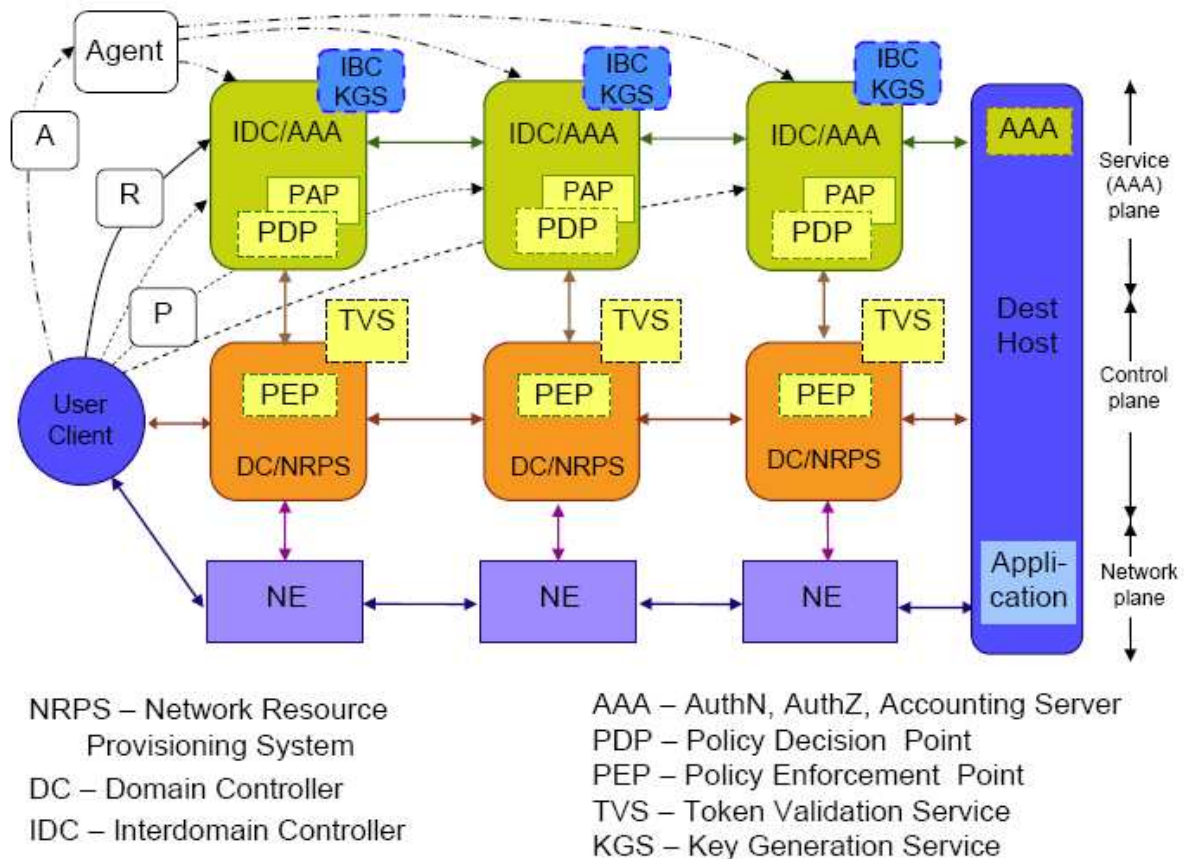 Agent
IBC
KGS
IBC
KGS
IBC
KGS
A
IDC/AAA
IDC/AAA
IDC/AAA
AAA
Service
(AAA)
plane
R
PAP
PDP
PAP
PDP
PAP
PDP
P
TVS
TVS
TVS
Dest
Host
User
Client
PEP
PEP
PEP
Control
plane
DC/NRPS
DC/NRPS
DC/NRPS
NE
NE
NE
Appli-
cation
Network
plane
NRPS – Network Resource
Provisioning System
DC – Domain Controller
IDC – Interdomain Controller
AAA – AuthN, AuthZ, Accounting Server
PDP – Policy Decision Point
PEP – Policy Enforcement Point
TVS – Token Validation Service
KGS – Key Generation Service